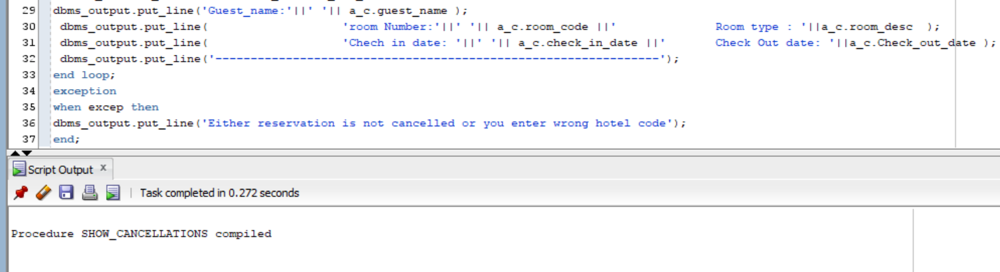 29 dbms_output.put_line('Guest_name:'||' '|| a_c.guest_name );
30 dbms_output.put_line(                    'room Number:'||' '|| a_c.room_code ||'               Room type : '||a_c.room_desc  );
31 dbms_output.put_line(                    'Chech in date: '||' '|| a_c.check_in_date ||'       Check Out date: '||a_c.Check_out_date );
32 dbms_output.put_line('----------------------------------------------------------------');
33 end loop;
34 exception
35 when excep then
36 dbms_output.put_line('Either reservation is not cancelled or you enter wrong hotel code');
37 end;
Script Output x
Task completed in 0.272 seconds
Procedure SHOW_CANCELLATIONS compiled